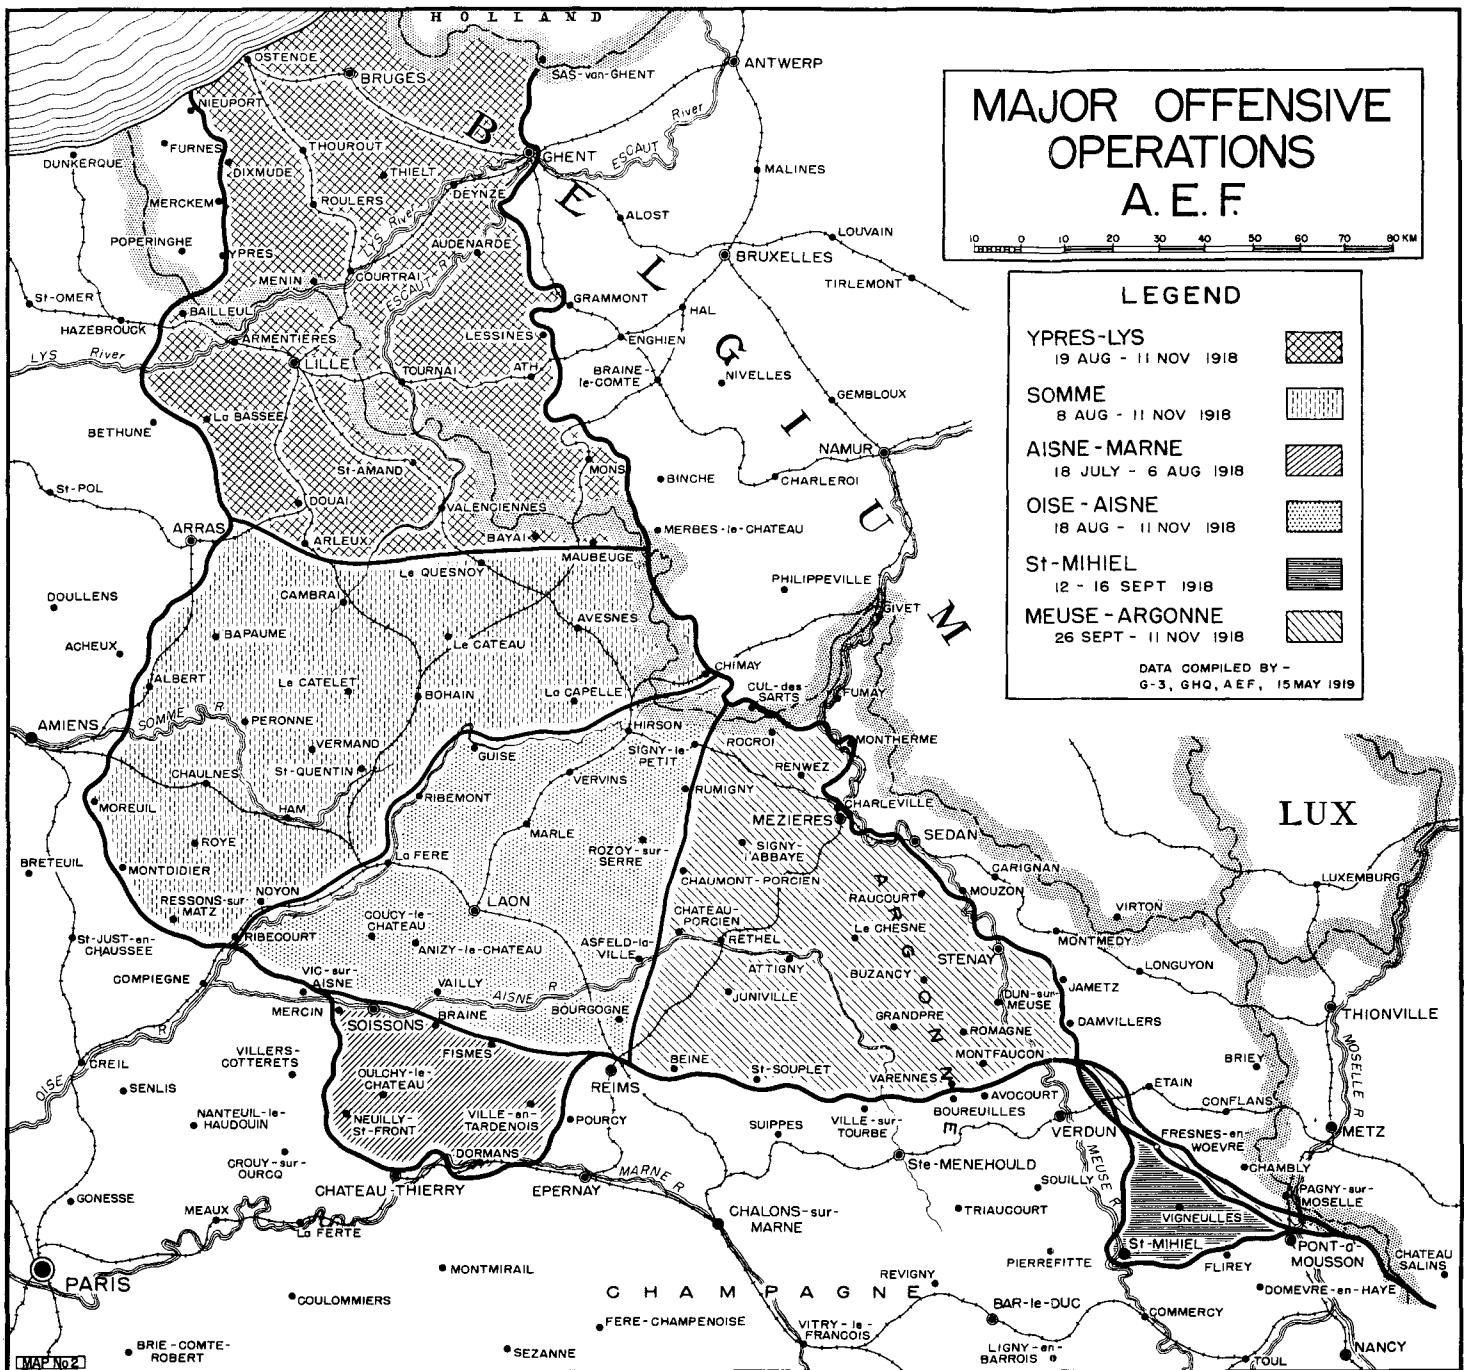 HOLLAND
OSTENDE
BRUGES
SAS-van-GHENT
ANTWERP
NIEUPORT
FURNES
DUNKERQUE
THOUROUT
DIXMUDE
THIELT
GHENT
ESCAUT River
MALINES
MERCKEM
ROULERS
DEYNZE
LYS River
ALOST
POPERINGHE
YPRES
AUDENARDE
LOUVAIN
BRUXELLES
TIRLEMONT
MENIN
COURTRAI
ESCAUT R
St-OMER
HAZEBROUCK
BAILLEUL
GRAMMONT
HAL
ENGHIEN
LYS River
ARMENTIÈRES
LESSINES
LILLE
TOURNAI
ATH
BRAINE-
le-COMTE
NIVELLES
GEMBLOUX
BELGIUM
La BASSEE
BETHUNE
NAMUR
St-AMAND
MONS
BINCHE
CHARLEROI
St-POL
DOUAI
VALENCIENNES
ARRAS
ARLEUX
BAYAI
MERBES-le-CHATEAU
MAUBEUGE
Le QUESNOY
PHILIPPEVILLE
DOULLENS
CAMBRAI
GIVET
ACHEUX
BAPAUME
AVESNES
Le CATEAU
ALBERT
Le CATELET
BOHAIN
La CAPELLE
CHIMAY
CUL-des
SARTS
FUMAY
AMIENS
SOMME R
PERONNE
VERMAND
GUISE
HIRSON
SIGNY-le-
PETIT
ROCROI
MONTHERME
RENWEZ
CHAULNES
St-QUENTIN
VERVINS
RUMIGNY
CHARLEVILLE
MOREUIL
HAM
RIBEMONT
MEZIERES
SEDAN
ROYE
MARLE
ROZOY-sur-
SERRE
SIGNY-
l'ABBAYE
CARIGNAN
BRETEUIL
MONTDIDIER
La FERE
CHAUMONT-PORCIEN
MOUZON
RAUCOURT
LUX
LUXEMBURG
RESSONS-sur-
MATZ
NOYON
LAON
CHATEAU-
PORCIEN
Le CHESNE
VIRTON
St-JUST-en-
CHAUSSEE
RIBECOURT
COUCY-le
CHATEAU
ANIZY-le-CHATEAU
ASFELD-la-
VILLE
RETHEL
STENAY
MONTMEDY
COMPIEGNE
VIC-sur-
AISNE
VAILLY
AISNE R
ATTIGNY
BUZANCY
LONGUYON
JAMETZ
JUNIVILLE
DUN-sur-
MEUSE
MERCIN
SOISSONS
BRAINE
BOURGOGNE
GRANDPRE
ROMAGNE
DAMVILLERS
THIONVILLE
MOSELLE R
ARGONNE
CREIL
OISE R
VILLERS-
COTTERETS
FISMES
REIMS
BEINE
St-SOUPLET
MONTFAUCON
VARENNES
BRIEY
SENLIS
OULCHY-le-
CHATEAU
AVOCOURT
BOUREUILLES
ETAIN
CONFLANS
NANTEUIL-le-
HAUDOUIN
NEUILLY-
St-FRONT
VILLE-en-
TARDENOIS
POURCY
SUIPPES
VILLE-sur-
TOURBE
VERDUN
FRESNES-en
WOEVRE
METZ
CROUY-sur-
OURCQ
DORMANS
Ste-MENEHOULD
MEUSE R
CHAMBLY
GONESSE
CHATEAU-THIERRY
EPERNAY
MARNE R
SOUILLY
PAGNY-sur-
MOSELLE
MEAUX
La FERTE
CHALONS-sur-
MARNE
TRIAUCOURT
VIGNEULLES
St-MIHIEL
PIERREFITTE
FLIREY
PONT-a'-
MOUSSON
CHATEAU
SALINS
PARIS
MONTMIRAIL
COULOMMIERS
CHAMPAGNE
REVIGNY
DOMEVRE-en-HAYE
FERE-CHAMPENOISE
BAR-le-DUC
COMMERCY
VITRY-le-
FRANCOIS
BRIE-COMTE-
ROBERT
SEZANNE
LIGNY-en-
BARROIS
TOUL
NANCY
MAP No 2
MAJOR OFFENSIVE
OPERATIONS
A.E.F.
10 0 10 20 30 40 50 60 70 80 KM
LEGEND
YPRES-LYS
19 AUG - 11 NOV 1918
SOMME
8 AUG - 11 NOV 1918
AISNE-MARNE
18 JULY - 6 AUG 1918
OISE-AISNE
18 AUG - 11 NOV 1918
St-MIHIEL
12 - 16 SEPT 1918
MEUSE-ARGONNE
26 SEPT - 11 NOV 1918
DATA COMPILED BY -
G-3, GHQ, AEF, 15 MAY 1919